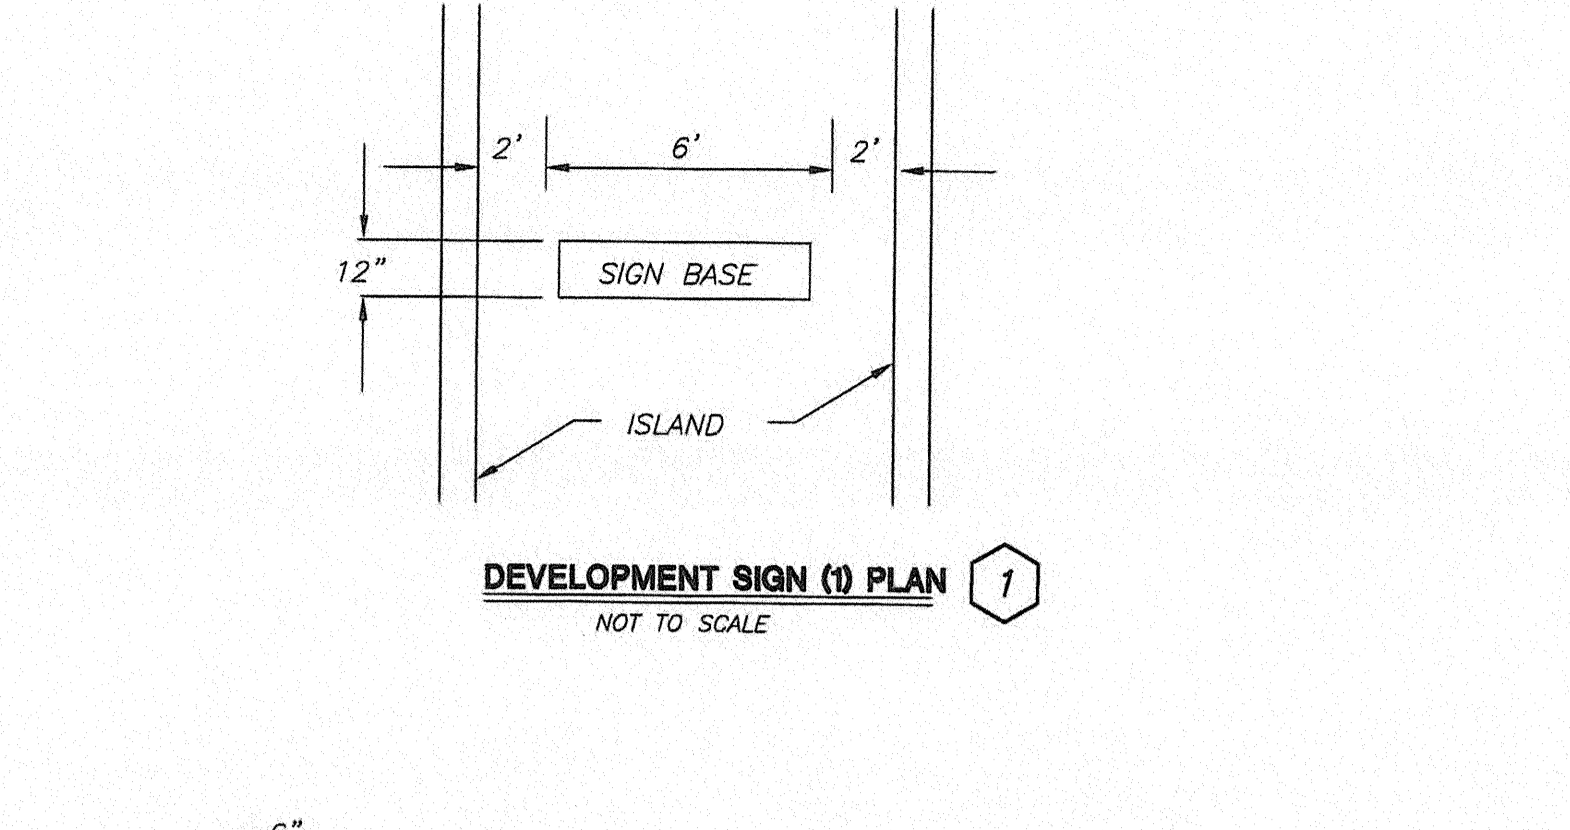 2' 6' 2'
12"
SIGN BASE
ISLAND
DEVELOPMENT SIGN (1) PLAN 1
NOT TO SCALE